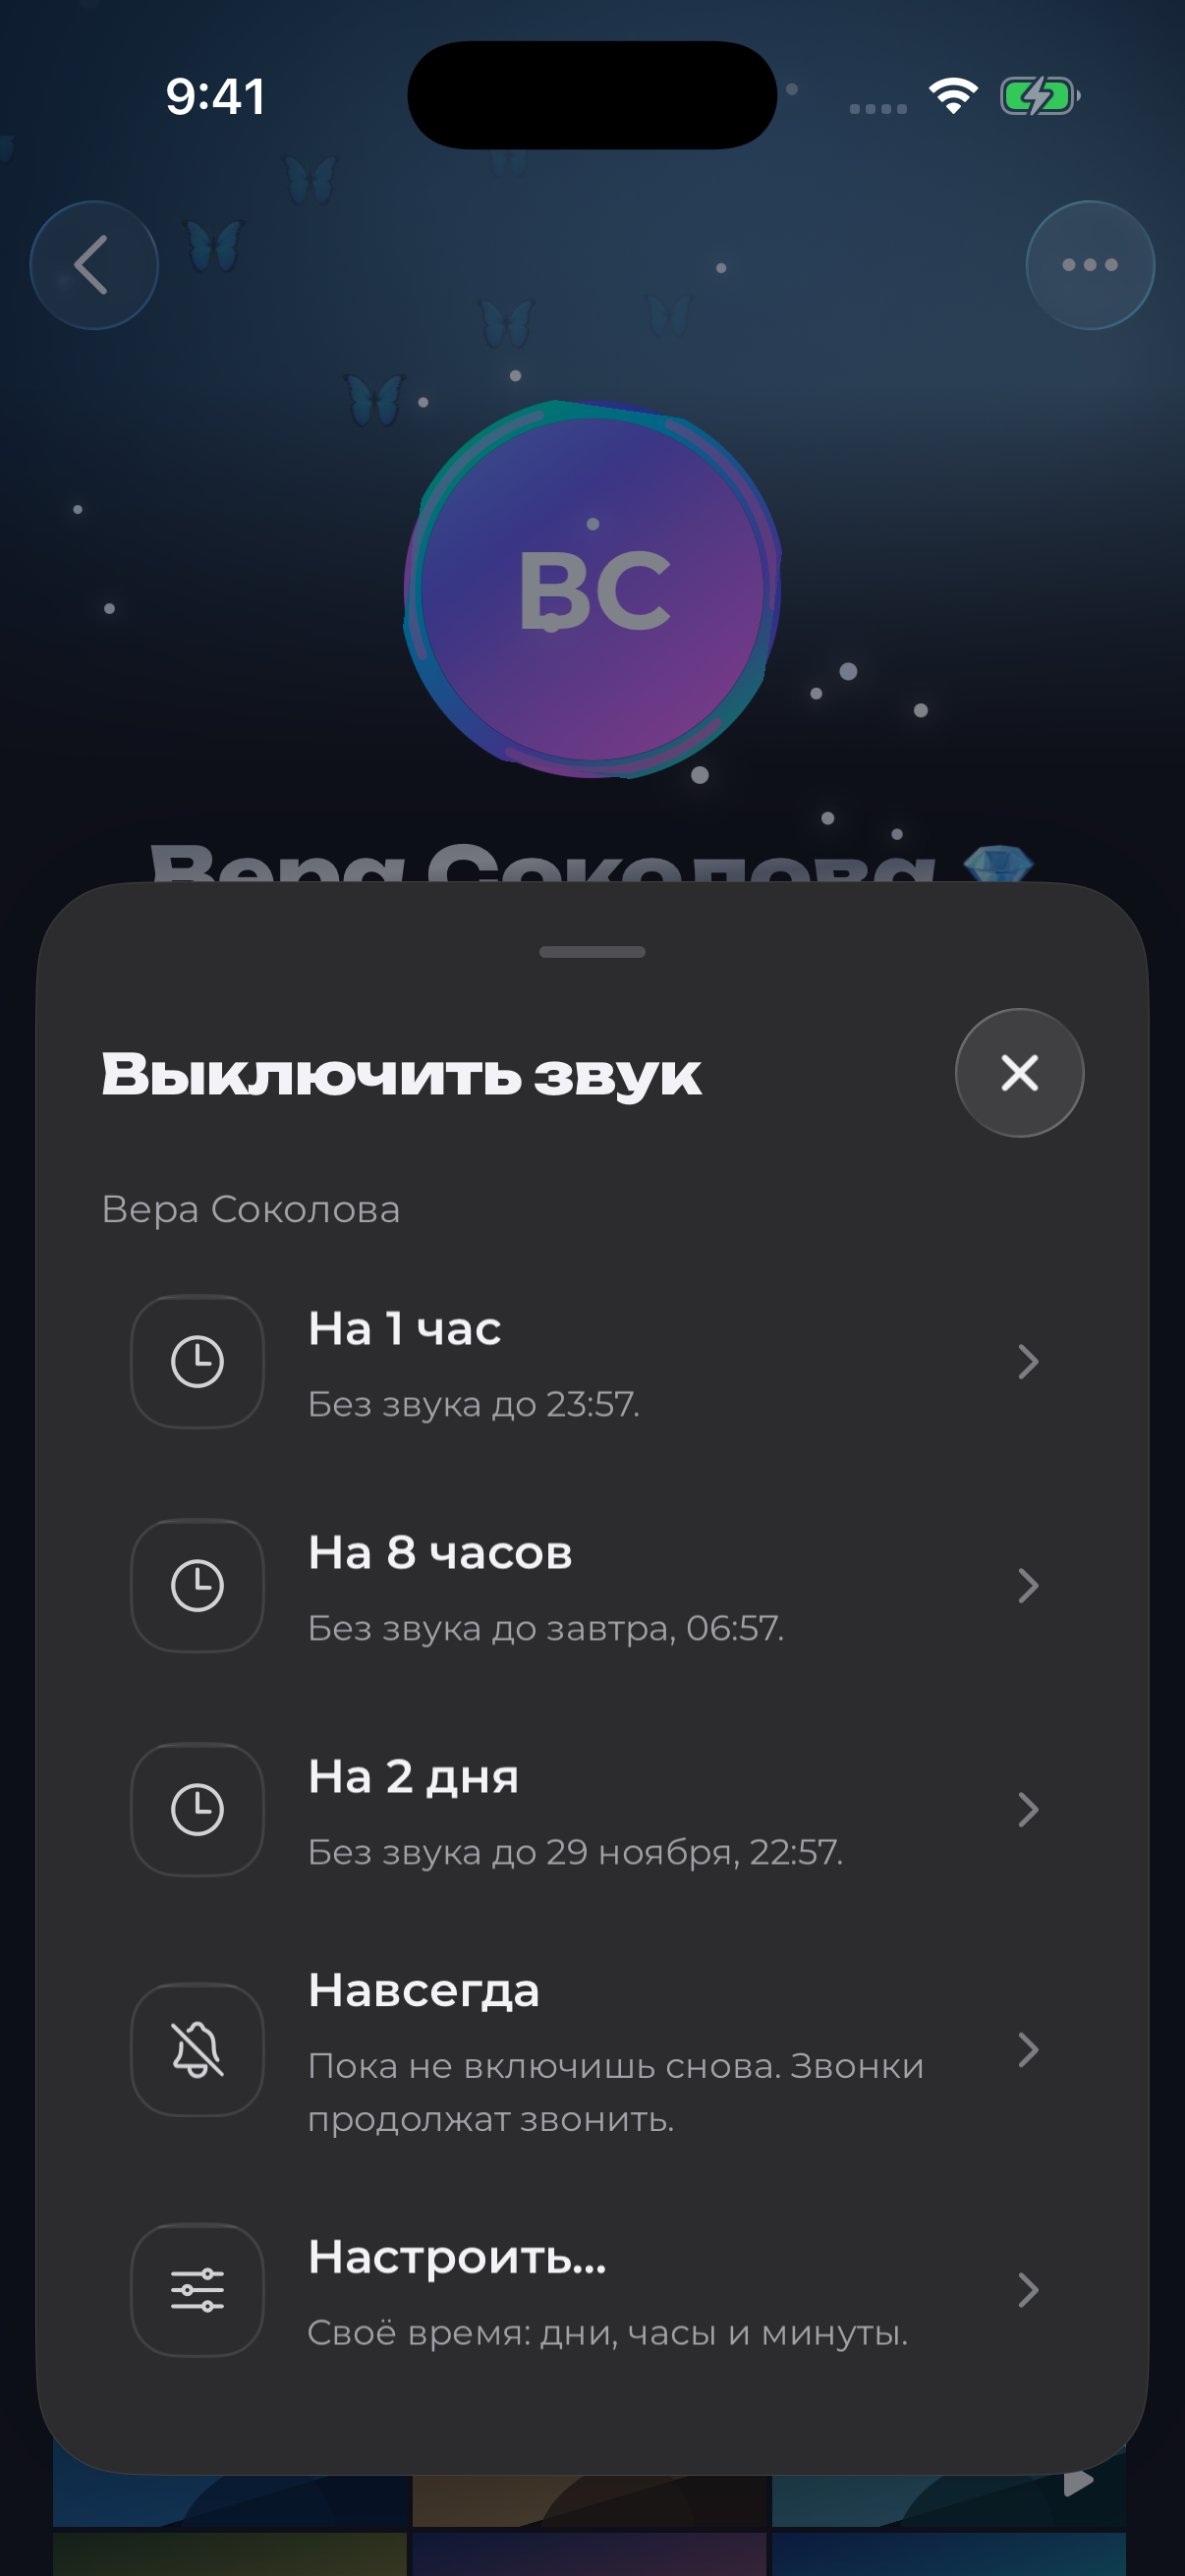 9:41
ВС
Вера Соколова
Выключить звук
Вера Соколова
На 1 час
Без звука до 23:57.
На 8 часов
Без звука до завтра, 06:57.
На 2 дня
Без звука до 29 ноября, 22:57.
Навсегда
Пока не включишь снова. Звонки
продолжат звонить.
Настроить...
Своё время: дни, часы и минуты.